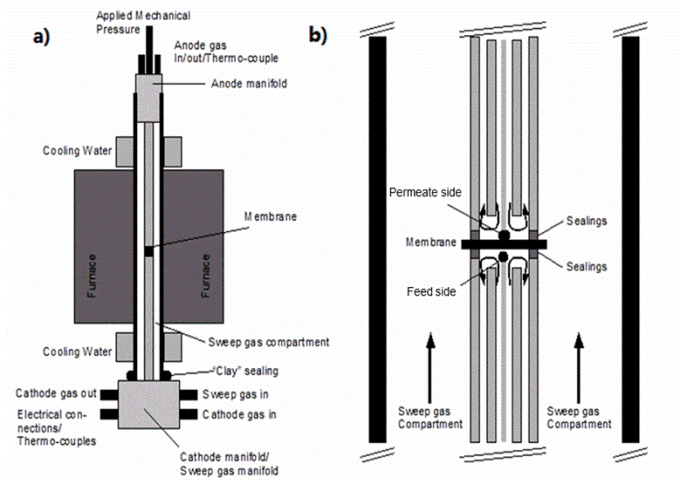 a)
Applied Mechanical
Pressure
Anode gas
In/out/Thermo-couple
Anode manifold
Cooling Water
Membrane
Furnace
Furnace
Sweep gas compartment
Cooling Water
"Clay" sealing
Cathode gas out
Sweep gas in
Electrical con-
nections/
Thermo-couples
Cathode gas in
Cathode manifold/
Sweep gas manifold
b)
Permeate side
Sealings
Membrane
Sealings
Feed side
Sweep gas
Compartment
Sweep gas
Compartment